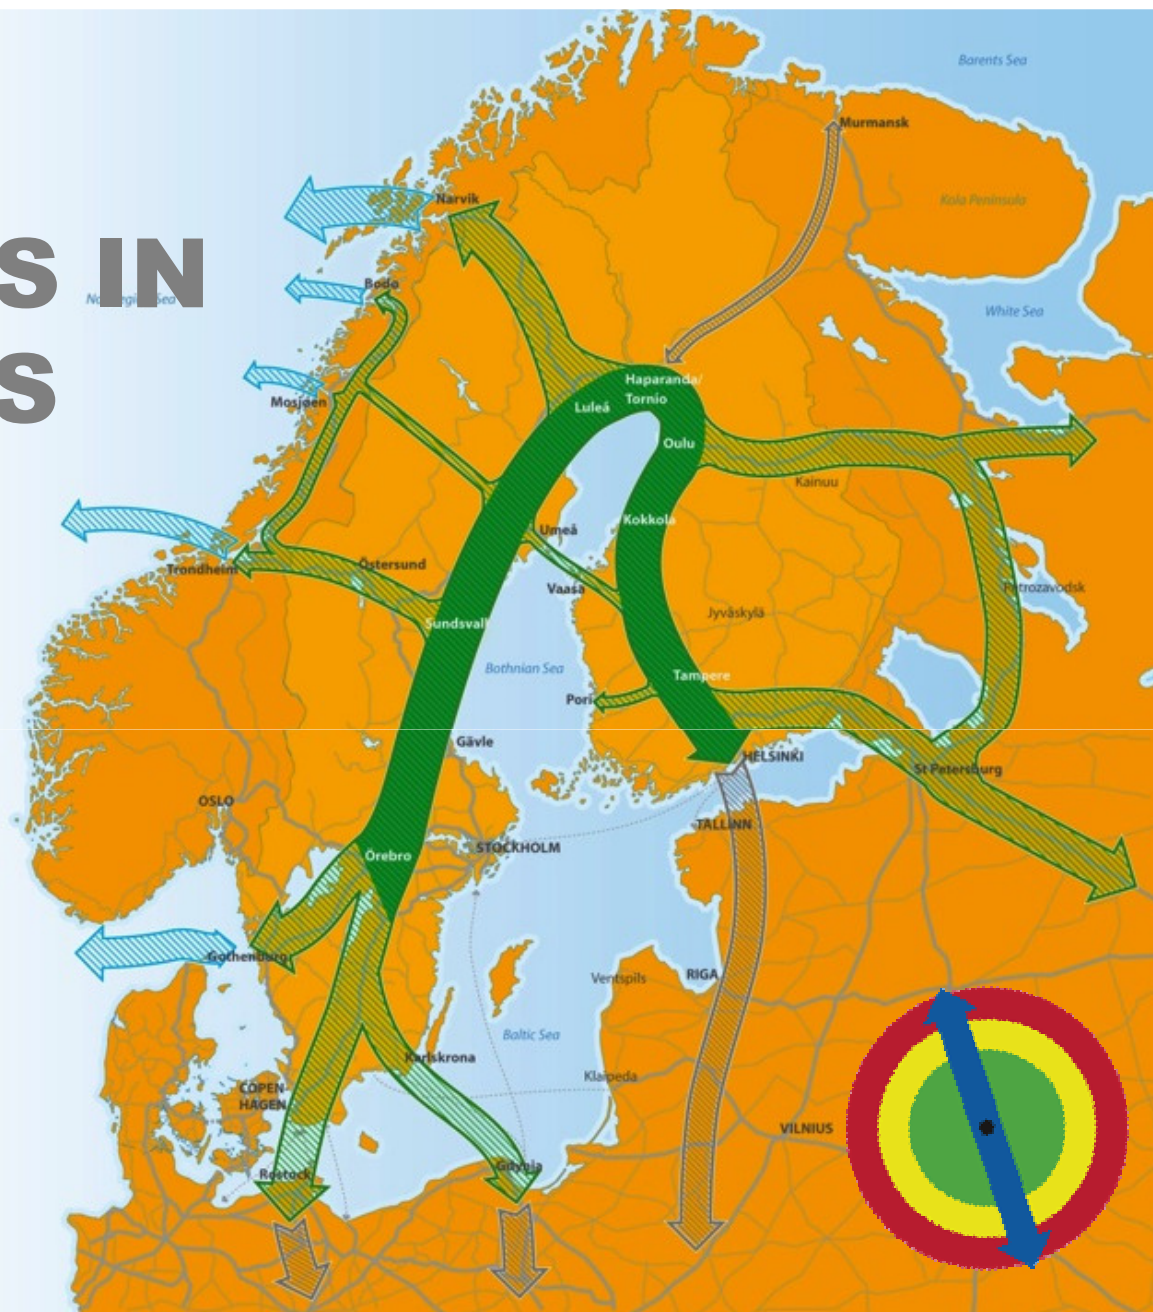 Barents Sea
Murmansk
Narvik
Kola Peninsula
S IN
Bodø
White Sea
S
Haparanda/
Tornio
Mosjøen
Luleå
Oulu
Kainuu
Kokkola
Umeå
Östersund
Trondheim
Vaasa
Petrozavodsk
Jyväskylä
Sundsvall
Bothnian Sea
Tampere
Pori
Gävle
HELSINKI
St Petersburg
OSLO
TALLINN
STOCKHOLM
Örebro
Gothenburg
RIGA
Ventspils
Baltic Sea
Karlskrona
Klaipeda
COPEN-
HAGEN
VILNIUS
Gdynia
Rostock